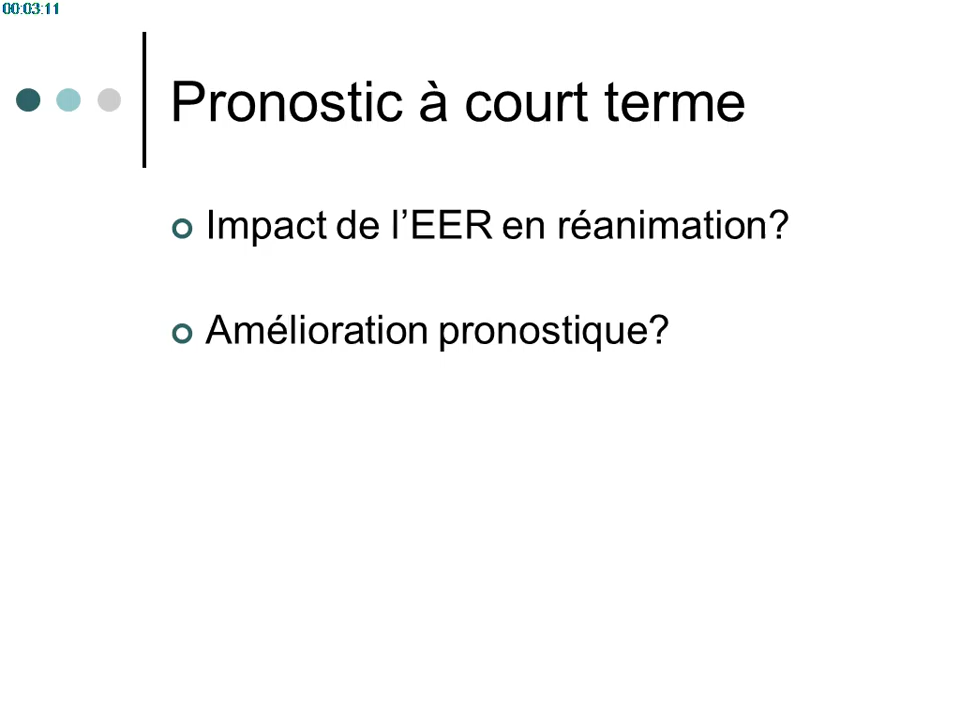 00:03:11
Pronostic à court terme
Impact de l’EER en réanimation?
Amélioration pronostique?